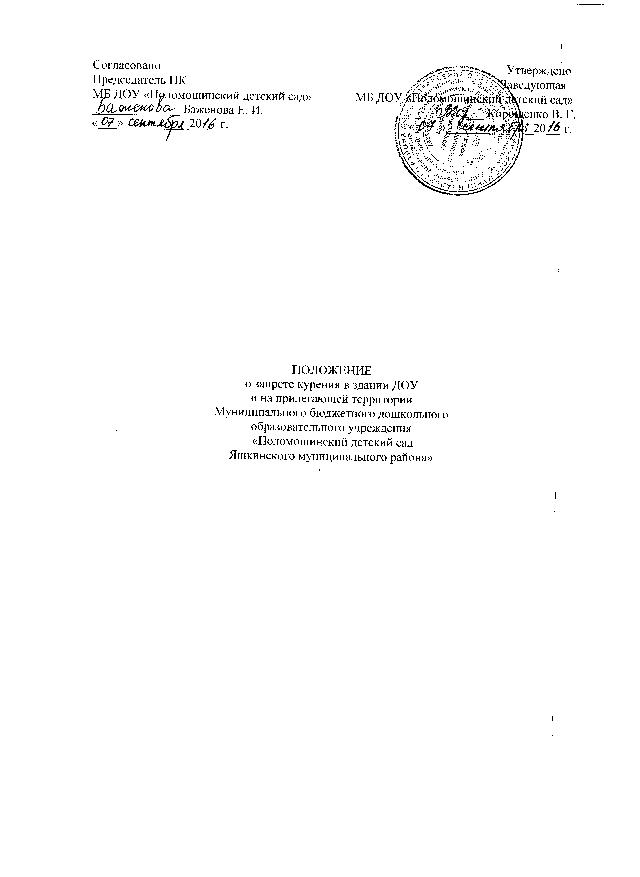 Согласовано
Председатель ПК
МБ ДОУ «Поломошинский детский сад»
Баженова Баженова Е. И.
«07» сентября 2016 г.
Утверждено
Заведующая
МБ ДОУ «Поломошинский детский сад»
В. Г.
«07» сентября 2016 г.
ПОЛОЖЕНИЕ
о запрете курения в здании ДОУ
и на прилегающей территории
Муниципального бюджетного дошкольного
образовательного учреждения
«Поломошинский детский сад
Яшкинского муниципального района»